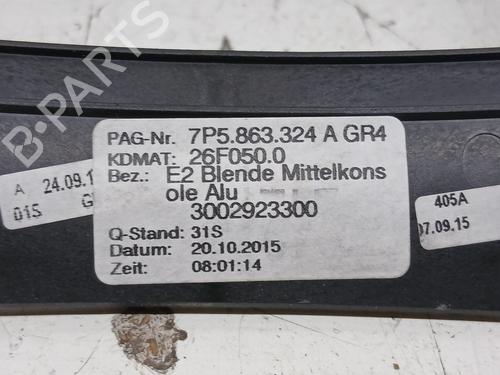 PAG-Nr. 7P5.863.324 A GR4
KDMAT: 26F050.0
Bez.: E2 Blende Mittelkons
ole Alu
3002923300
Q-Stand: 31S
Datum: 20.10.2015
Zeit: 08:01:14
A 24.09.1
01S G
405A
07.09.15
B-PARTS